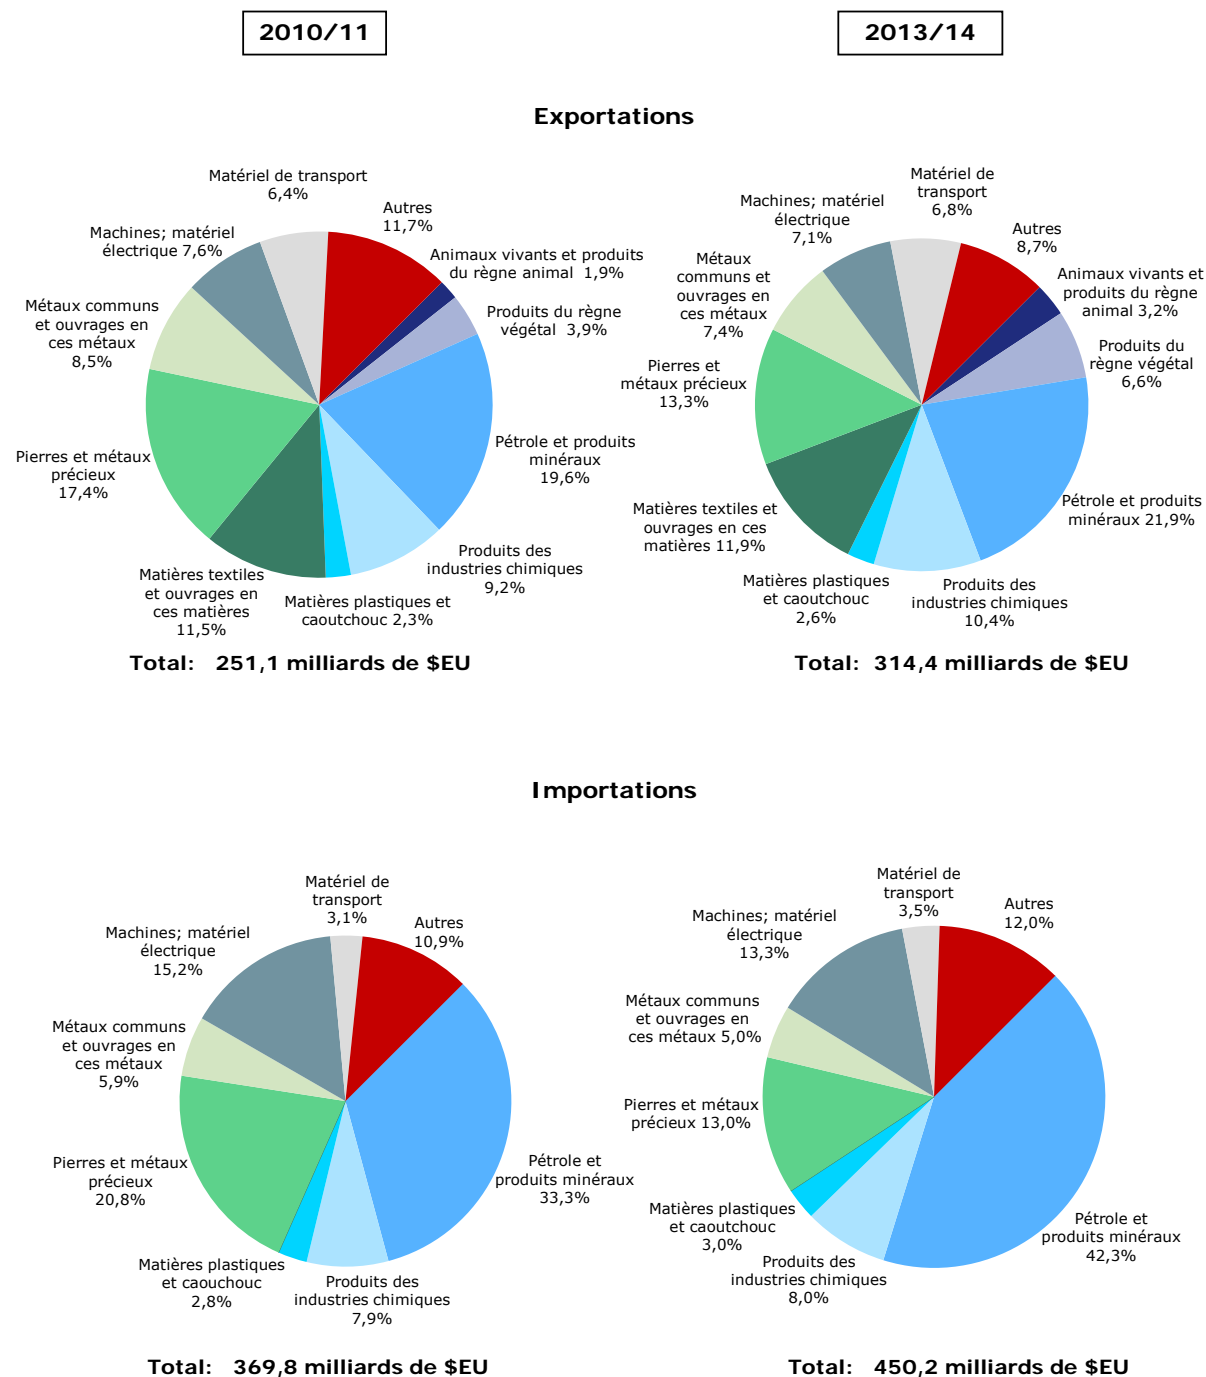 2010/11
2013/14
Exportations
Matériel de transport
6,4%
Autres
11,7%
Animaux vivants et produits
du règne animal 1,9%
Produits du règne
végétal 3,9%
Pétrole et produits
minéraux
19,6%
Produits des
industries chimiques
9,2%
Matières plastiques et
caoutchouc 2,3%
Matières textiles
et ouvrages en
ces matières
11,5%
Pierres et métaux
précieux
17,4%
Métaux communs
et ouvrages en
ces métaux
8,5%
Machines; matériel
électrique 7,6%
Total: 251,1 milliards de $EU
Matériel de
transport
6,8%
Autres
8,7%
Animaux vivants et
produits du règne
animal 3,2%
Produits du
règne végétal
6,6%
Pétrole et produits
minéraux 21,9%
Produits des
industries chimiques
10,4%
Matières plastiques
et caoutchouc
2,6%
Matières textiles et
ouvrages en ces
matières 11,9%
Pierres et
métaux précieux
13,3%
Métaux
communs et
ouvrages en
ces métaux
7,4%
Machines; matériel
électrique
7,1%
Total: 314,4 milliards de $EU
Importations
Matériel de
transport
3,1%
Autres
10,9%
Pétrole et
produits minéraux
33,3%
Produits des
industries chimiques
7,9%
Matières plastiques
et caouchouc
2,8%
Pierres et métaux
précieux
20,8%
Métaux communs
et ouvrages en
ces métaux
5,9%
Machines; matériel
électrique
15,2%
Total: 369,8 milliards de $EU
Matériel de
transport
3,5%
Autres
12,0%
Pétrole et
produits minéraux
42,3%
Produits des
industries chimiques
8,0%
Matières plastiques
et caoutchouc
3,0%
Pierres et métaux
précieux 13,0%
Métaux communs
et ouvrages en
ces métaux 5,0%
Machines; matériel
électrique
13,3%
Total: 450,2 milliards de $EU